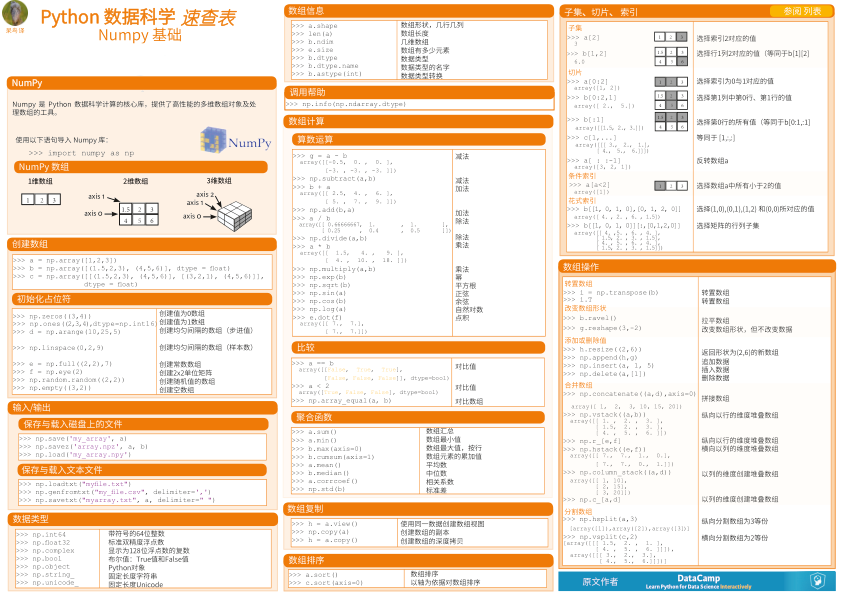 呆鸟译
Python 数据科学 速查表
NumPy 基础
NumPy
Numpy 是 Python 数据科学计算的核心库，提供了高性能的多维数组对象及处
理数组的工具。
使用以下语句导入 Numpy 库：
>>> import numpy as np
NumPy
NumPy 数组
1维数组
2维数组
3维数组
1 2 3
axis 1
axis 0
1.5 2 3
4 5 6
axis 2
axis 1
axis 0
创建数组
>>> a = np.array([1,2,3])
>>> b = np.array([(1.5,2,3), (4,5,6)], dtype = float)
>>> c = np.array([[(1.5,2,3), (4,5,6)], [(3,2,1), (4,5,6)]],
dtype = float)
初始化占位符
>>> np.zeros((3,4)) 创建值为0数组
>>> np.ones((2,3,4),dtype=np.int16) 创建值为1数组
>>> d = np.arange(10,25,5) 创建均匀间隔的数组（步进值）
>>> np.linspace(0,2,9) 创建均匀间隔的数组（样本数）
>>> e = np.full((2,2),7) 创建常数数组
>>> f = np.eye(2) 创建2x2单位矩阵
>>> np.random.random((2,2)) 创建随机值的数组
>>> np.empty((3,2)) 创建空数组
输入/输出
保存与载入磁盘上的文件
>>> np.save('my_array', a)
>>> np.savez('array.npz', a, b)
>>> np.load('my_array.npy')
保存与载入文本文件
>>> np.loadtxt("myfile.txt")
>>> np.genfromtxt("my_file.csv", delimiter=',')
>>> np.savetxt("myarray.txt", a, delimiter=" ")
数据类型
>>> np.int64 带符号的64位整数
>>> np.float32 标准双精度浮点数
>>> np.complex 显示为128位浮点数的复数
>>> np.bool 布尔值：True值和False值
>>> np.object Python对象
>>> np.string_ 固定长度字符串
>>> np.unicode_ 固定长度Unicode
数组信息
>>> a.shape 数组形状，几行几列
>>> len(a) 数组长度
>>> b.ndim 几维数组
>>> e.size 数组有多少元素
>>> b.dtype 数据类型
>>> b.dtype.name 数据类型的名字
>>> b.astype(int) 数据类型转换
调用帮助
>>> np.info(np.ndarray.dtype)
数组计算
算数运算
>>> g = a - b 减法
array([[-0.5, 0. , 0. ],
[-3. , -3. , -3. ]])
>>> np.subtract(a,b) 减法
>>> b + a 加法
array([[ 2.5, 4. , 6. ],
[ 5. , 7. , 9. ]])
>>> np.add(b,a) 加法
>>> a / b 除法
array([[ 0.66666667, 1. , 1. ],
[ 0.25 , 0.4 , 0.5 ]])
>>> np.divide(a,b) 除法
>>> a * b 乘法
array([[ 1.5, 4. , 9. ],
[ 4. , 10. , 18. ]])
>>> np.multiply(a,b) 乘法
>>> np.exp(b) 幂
>>> np.sqrt(b) 平方根
>>> np.sin(a) 正弦
>>> np.cos(b) 余弦
>>> np.log(a) 自然对数
>>> e.dot(f) 点积
array([[ 7., 7.],
[ 7., 7.]])
比较
>>> a == b 对比值
array([[False, True, True],
[False, False, False]], dtype=bool)
>>> a < 2 对比值
array([True, False, False], dtype=bool)
>>> np.array_equal(a, b) 对比数组
聚合函数
>>> a.sum() 数组汇总
>>> a.min() 数组最小值
>>> b.max(axis=0) 数组最大值，按行
>>> b.cumsum(axis=1) 数组元素的累加值
>>> a.mean() 平均数
>>> b.median() 中位数
>>> a.corrcoef() 相关系数
>>> np.std(b) 标准差
数组复制
>>> h = a.view() 使用同一数据创建数组视图
>>> np.copy(a) 创建数组的副本
>>> h = a.copy() 创建数组的深度拷贝
数组排序
>>> a.sort() 数组排序
>>> c.sort(axis=0) 以轴为依据对数组排序
子集、切片、 索引
参阅 列表
子集
>>> a[2] 选择索引2对应的值
3
>>> b[1,2] 选择行1列2对应的值（等同于b[1][2]
6.0
切片
>>> a[0:2] 选择索引为0与1对应的值
array([1, 2])
>>> b[0:2,1] 选择第1列中第0行、第1行的值
array([ 2., 5.])
>>> b[:1] 选择第0行的所有值（等同于b[0:1,:1]
array([[1.5, 2., 3.]])
>>> c[1,...] 等同于 [1,:,:]
array([[[ 3., 2., 1.],
[ 4., 5., 6.]]])
>>> a[ : :-1] 反转数组a
array([3, 2, 1])
条件索引
>>> a[a<2] 选择数组a中所有小于2的值
array([1])
花式索引
>>> b[[1, 0, 1, 0],[0, 1, 2, 0]] 选择(1,0),(0,1),(1,2) 和(0,0)所对应的值
array([ 4. , 2. , 6. , 1.5])
>>> b[[1, 0, 1, 0]][:,[0,1,2,0]] 选择矩阵的行列子集
array([[ 4. , 5. , 6. , 4. ],
[ 1.5, 2. , 3. , 1.5],
[ 4. , 5. , 6. , 4. ],
[ 1.5, 2. , 3. , 1.5]])
数组操作
转置数组
>>> i = np.transpose(b) 转置数组
>>> i.T 转置数组
改变数组形状
>>> b.ravel() 拉平数组
>>> g.reshape(3,-2) 改变数组形状，但不改变数据
添加或删除值
>>> h.resize((2,6)) 返回形状为(2,6)的新数组
>>> np.append(h,g) 追加数据
>>> np.insert(a, 1, 5) 插入数据
>>> np.delete(a,[1]) 删除数据
合并数组
>>> np.concatenate((a,d),axis=0) 拼接数组
array([ 1, 2, 3, 10, 15, 20])
>>> np.vstack((a,b)) 纵向以行的维度堆叠数组
array([[ 1. , 2. , 3. ],
[ 1.5, 2. , 3. ],
[ 4. , 5. , 6. ]])
>>> np.r_[e,f] 纵向以行的维度堆叠数组
>>> np.hstack((e,f)) 横向以列的维度堆叠数组
array([[ 7., 7., 1., 0.],
[ 7., 7., 0., 1.]])
>>> np.column_stack((a,d)) 以列的维度创建堆叠数组
array([[ 1, 10],
[ 2, 15],
[ 3, 20]])
>>> np.c_[a,d] 以列的维度创建堆叠数组
分割数组
>>> np.hsplit(a,3) 纵向分割数组为3等份
[array([1]),array([2]),array([3])]
>>> np.vsplit(c,2) 横向分割数组为2等份
[array([[[ 1.5, 2. , 1. ],
[ 4. , 5. , 6. ]]]),
array([[[ 3., 2., 3.],
[ 4., 5., 6.]]])]
原文作者
DataCamp
Learn Python for Data Science Interactively